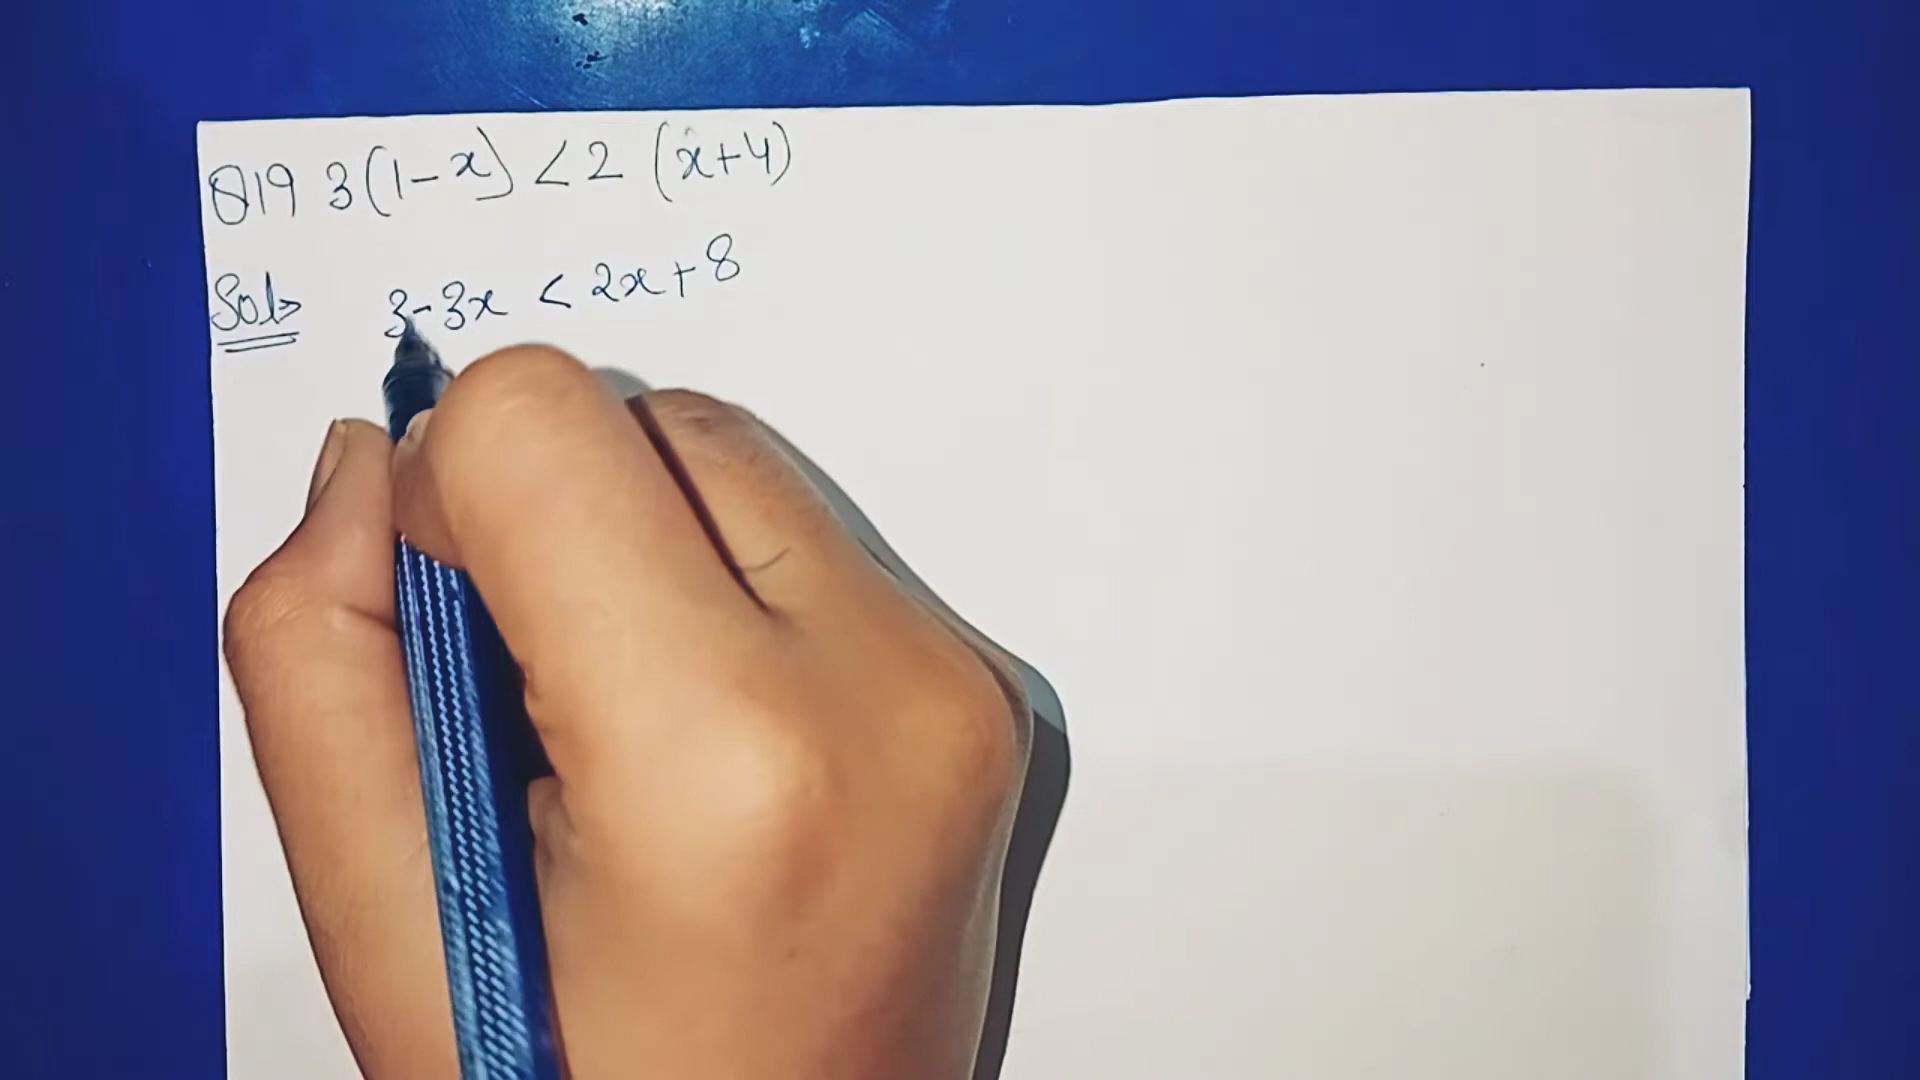 Q19 3(1-x) < 2 (x+4)
Sol:> 3-3x < 2x+8